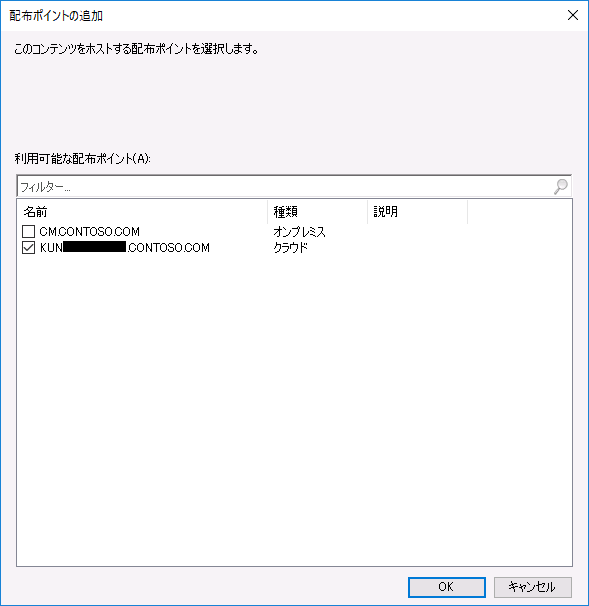 配布ポイントの追加
このコンテンツをホストする配布ポイントを選択します。
利用可能な配布ポイント(A):
フィルター...
名前 種類 説明
CM.CONTOSO.COM オンプレミス
KUN .CONTOSO.COM クラウド
OK キャンセル